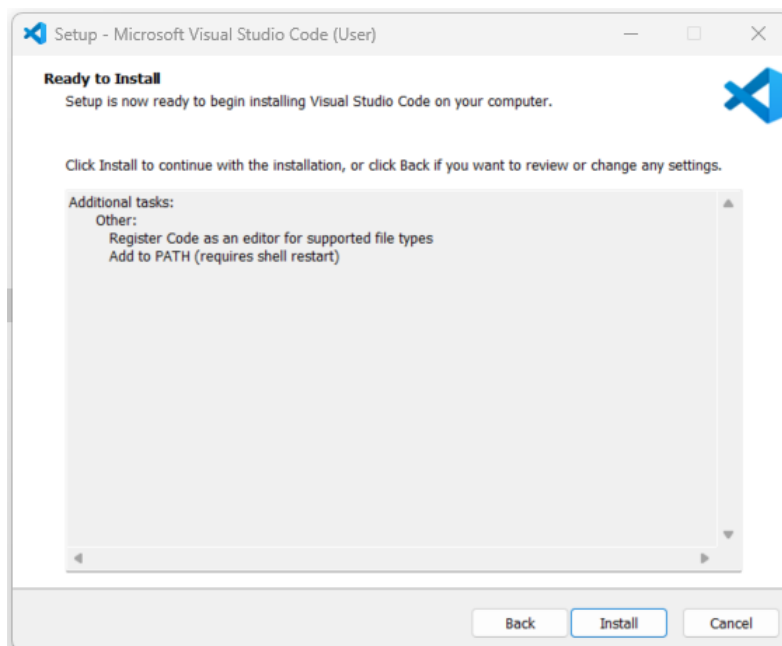 Setup - Microsoft Visual Studio Code (User)
Ready to Install
Setup is now ready to begin installing Visual Studio Code on your computer.
Click Install to continue with the installation, or click Back if you want to review or change any settings.
Additional tasks:
Other:
Register Code as an editor for supported file types
Add to PATH (requires shell restart)
Back Install Cancel